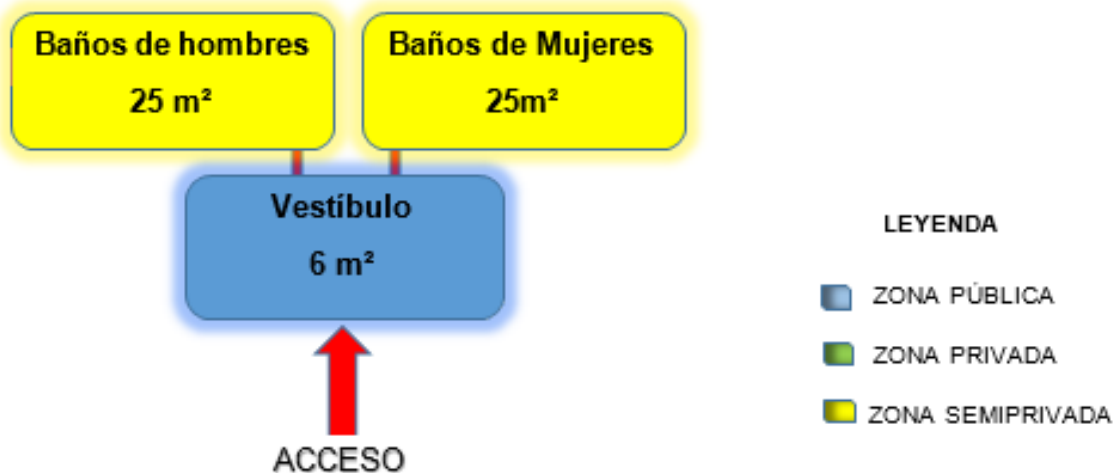 Baños de hombres
25 m²
Baños de Mujeres
25m²
Vestíbulo
6 m²
ACCESO
LEYENDA
ZONA PÚBLICA
ZONA PRIVADA
ZONA SEMIPRIVADA